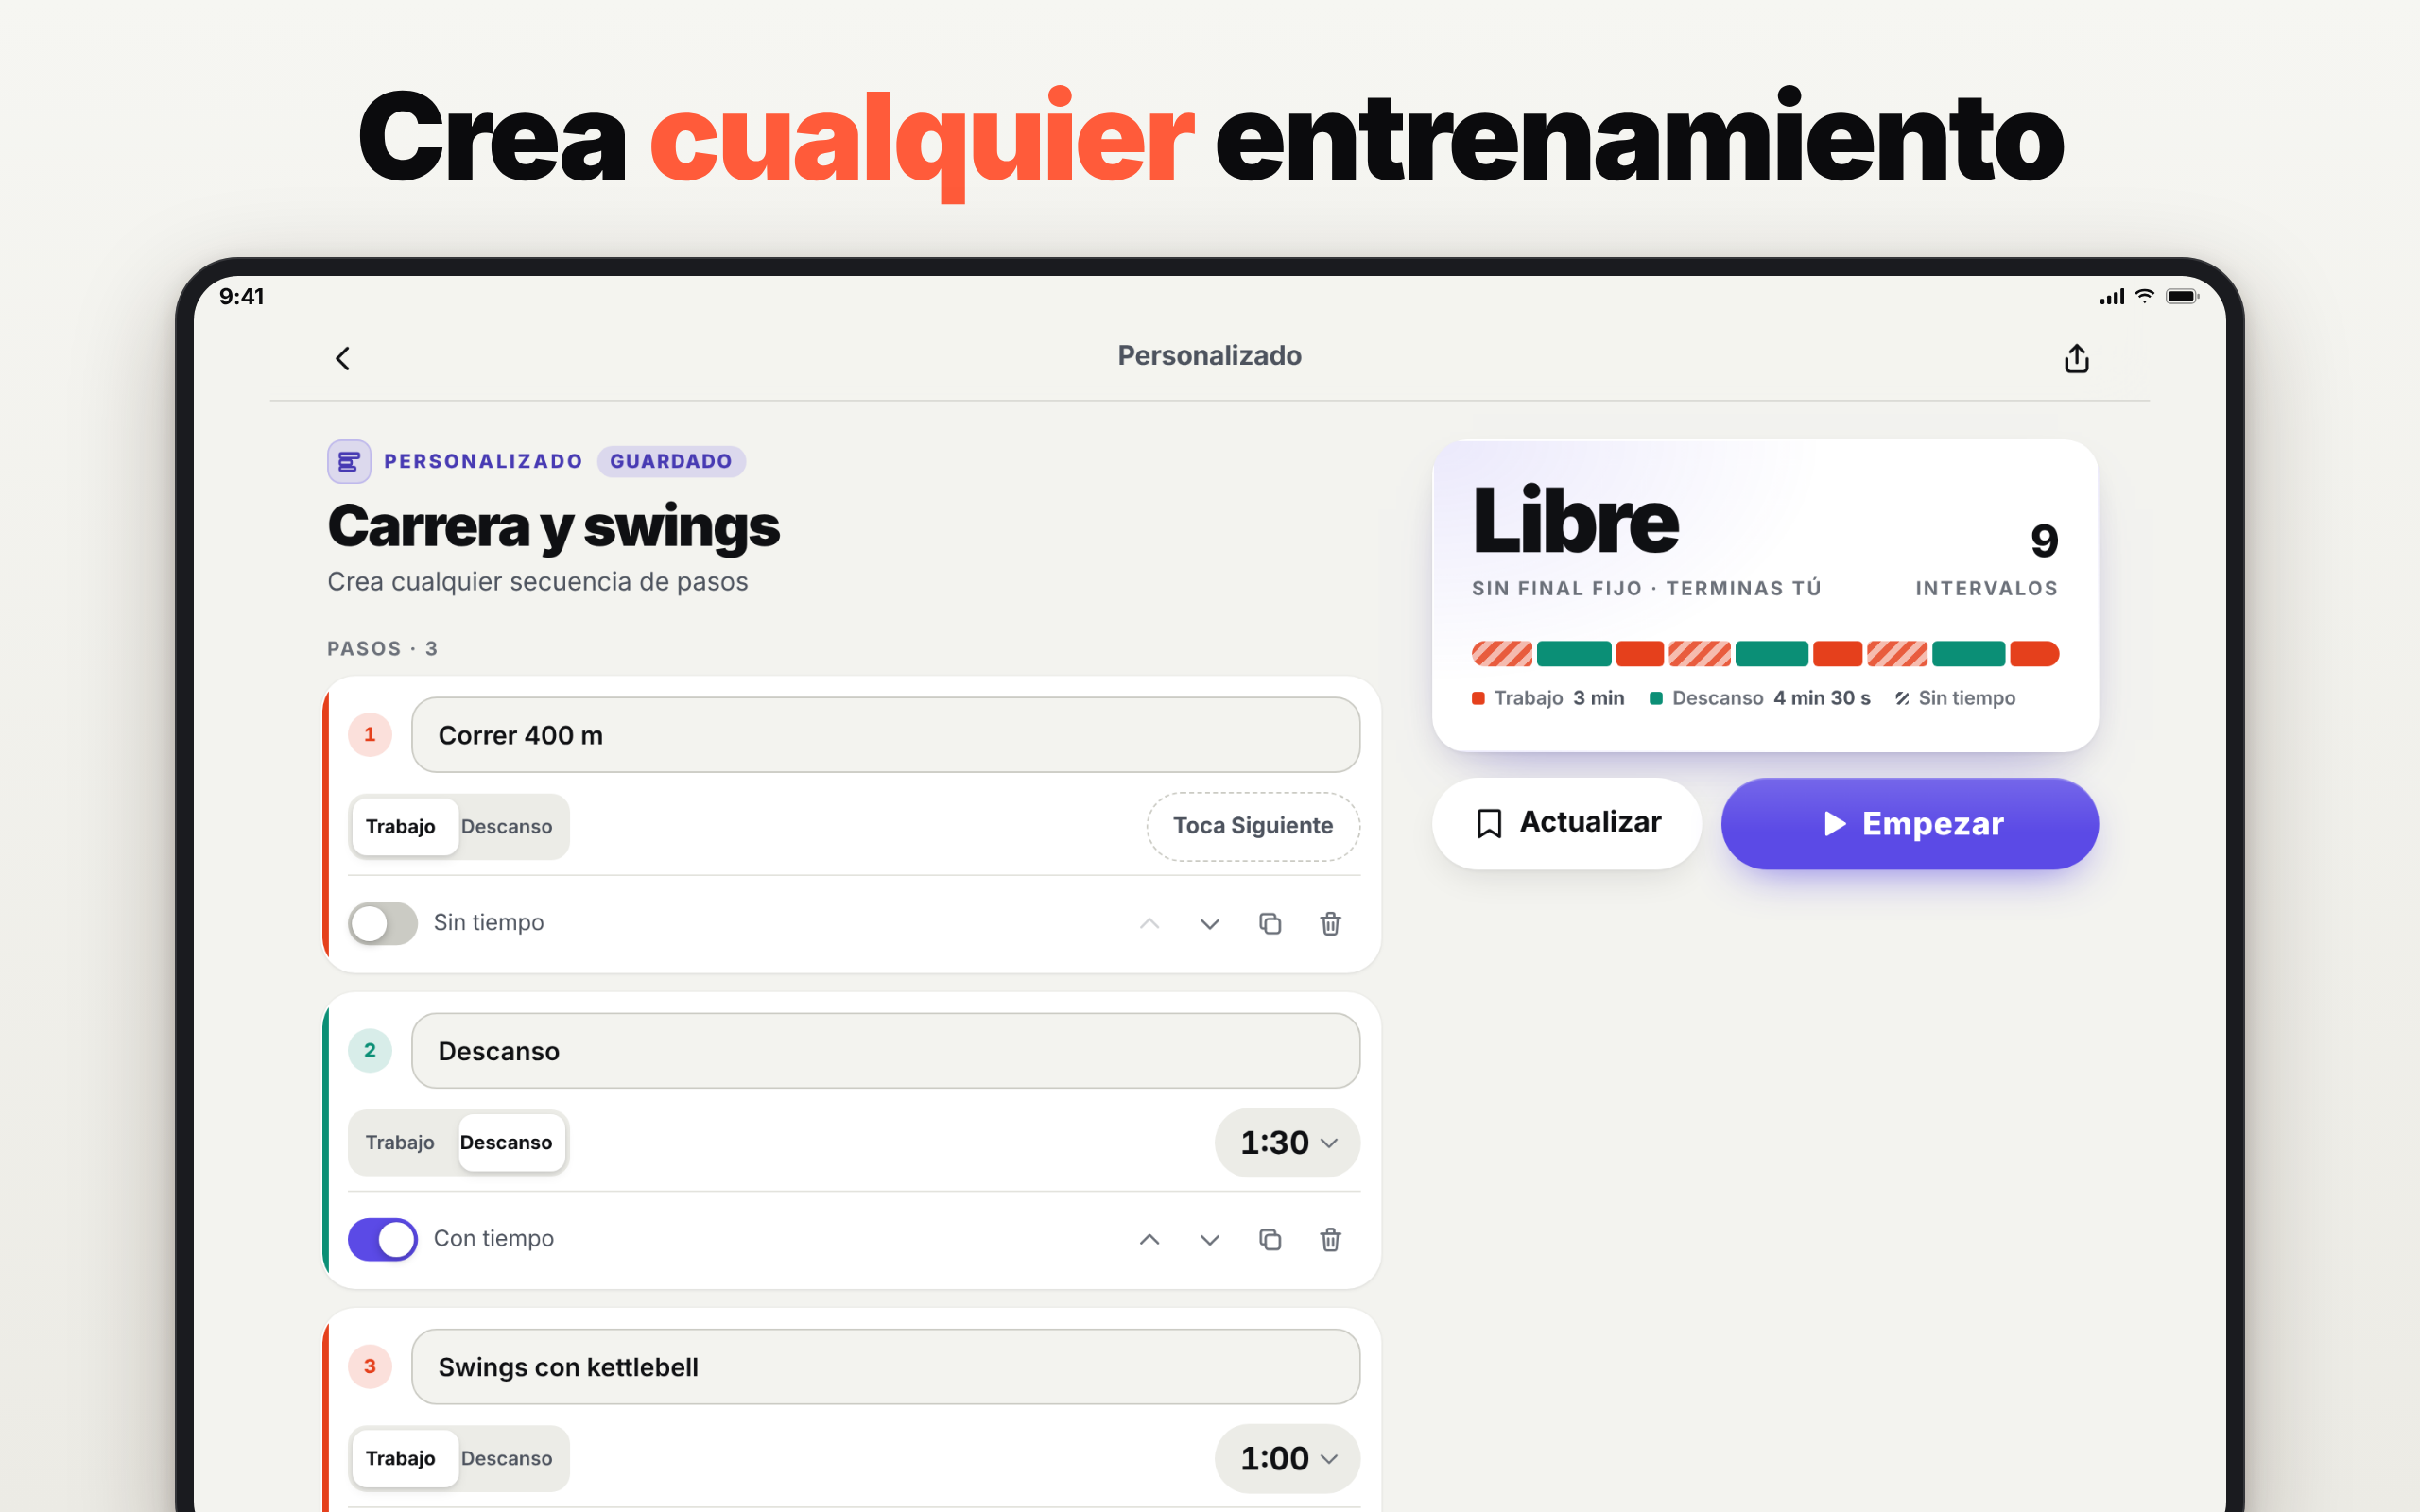 Crea cualquier entrenamiento
9:41
Personalizado
PERSONALIZADO GUARDADO
Carrera y swings
Crea cualquier secuencia de pasos
PASOS · 3
1 Correr 400 m
Trabajo Descanso Toca Siguiente
Sin tiempo
2 Descanso
Trabajo Descanso 1:30
Con tiempo
3 Swings con kettlebell
Trabajo Descanso 1:00
Libre 9
SIN FINAL FIJO · TERMINAS TÚ INTERVALOS
Trabajo 3 min Descanso 4 min 30 s Sin tiempo
Actualizar Empezar